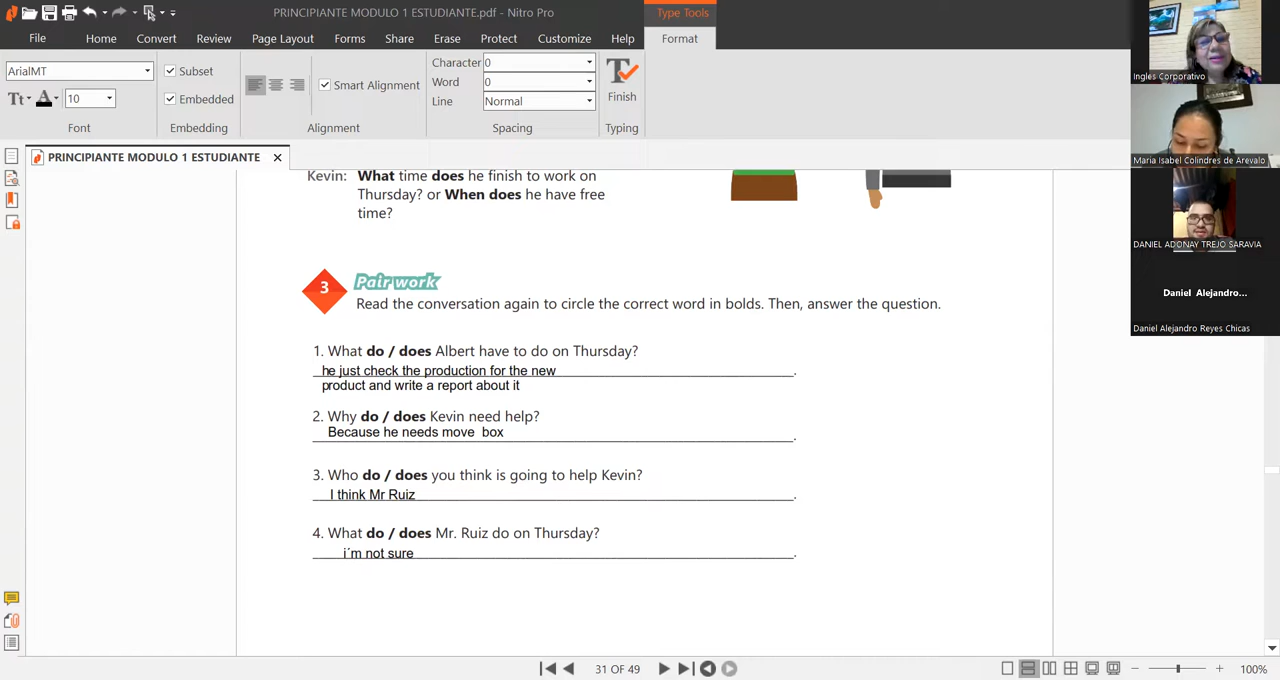 PRINCIPIANTE MODULO 1 ESTUDIANTE.pdf - Nitro Pro
Type Tools
File Home Convert Review Page Layout Forms Share Erase Protect Customize Help Format
ArialMT
Tt A 10
Font
Subset
Embedded
Embedding
Smart Alignment
Alignment
Character 0
Word 0
Line Normal
Spacing
Finish
Typing
PRINCIPIANTE MODULO 1 ESTUDIANTE
Kevin: What time does he finish to work on
Thursday? or When does he have free
time?
3 Pair work
Read the conversation again to circle the correct word in bolds. Then, answer the question.
1. What do / does Albert have to do on Thursday?
he just check the production for the new
product and write a report about it
2. Why do / does Kevin need help?
Because he needs move box
3. Who do / does you think is going to help Kevin?
I think Mr Ruiz
4. What do / does Mr. Ruiz do on Thursday?
i´m not sure
31 OF 49
100%
Ingles Corporativo
Maria Isabel Colindres de Arevalo
DANIEL ADONAY TREJO SARAVIA
Daniel Alejandro...
Daniel Alejandro Reyes Chicas